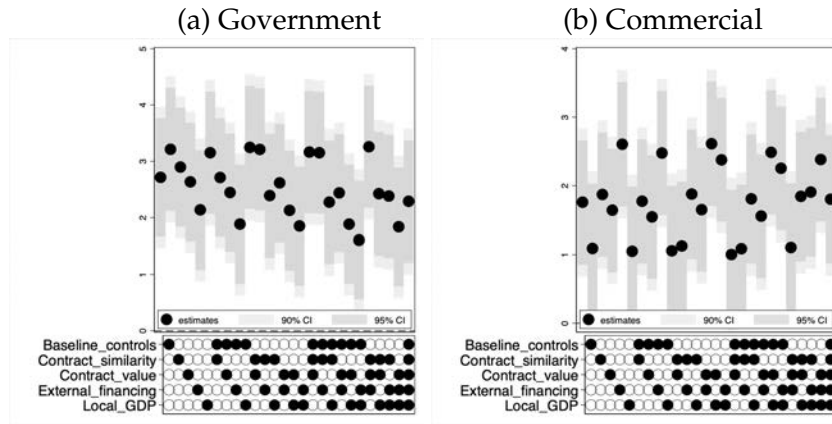 (a) Government
(b) Commercial
5
4
3
2
1
0
estimates
90% CI
95% CI
Baseline_controls
Contract_similarity
Contract_value
External_financing
Local_GDP
4
3
2
1
0
estimates
90% CI
95% CI
Baseline_controls
Contract_similarity
Contract_value
External_financing
Local_GDP